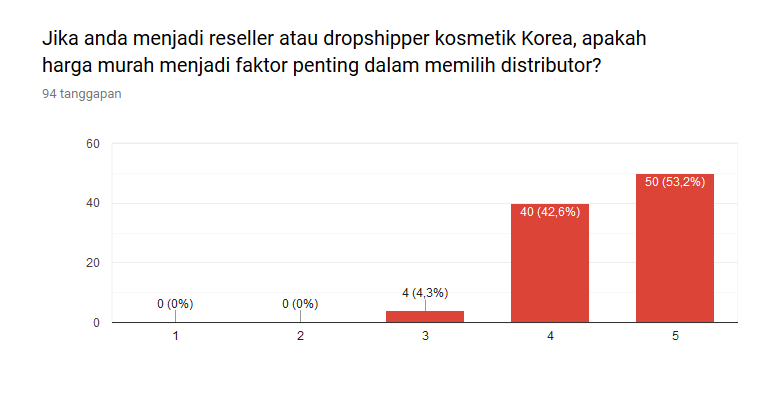 Jika anda menjadi reseller atau dropshipper kosmetik Korea, apakah
harga murah menjadi faktor penting dalam memilih distributor?
94 tanggapan
60
40
20
0
0 (0%)
0 (0%)
4 (4,3%)
40 (42,6%)
50 (53,2%)
1 2 3 4 5